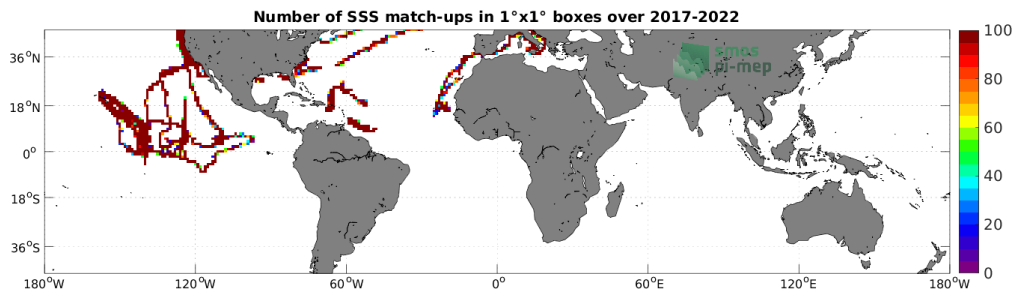 Number of SSS match-ups in 1°x1° boxes over 2017-2022
36°N
18°N
0°
18°S
36°S
180°W 120°W 60°W 0° 60°E 120°E 180°W
smos
pi-mep
100
80
60
40
20
0